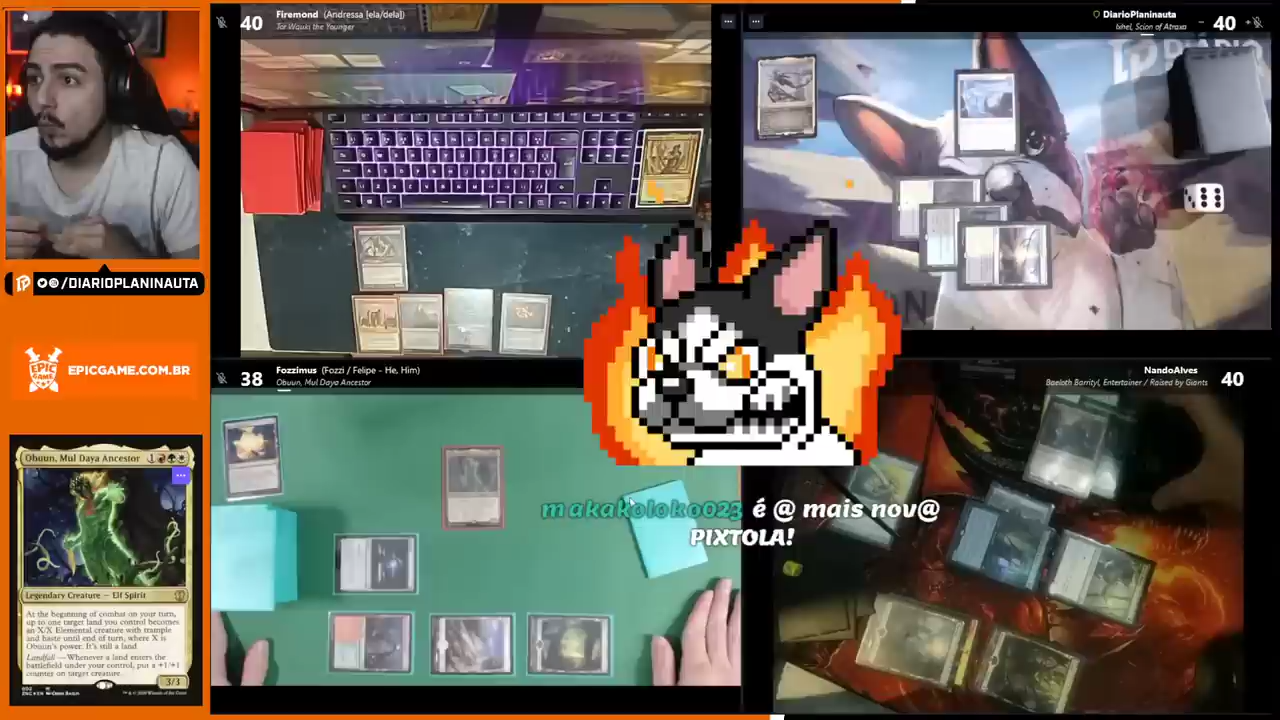 40
Firemond (Andressa [ela/dela])
Tor Wauki the Younger
DiarioPlaninauta
Ixhel, Scion of Atraxa
40
@/DIARIOPLANINAUTA
EPIC GAME
EPICGAME.COM.BR
38
Fozzimus (Fozzi / Felipe - He, Him)
Obuun, Mul Daya Ancestor
NandoAlves
Baeloth Barrityl, Entertainer / Raised by Giants
40
makakoloko023 é @ mais nov@
PIXTOLA!
Obuun, Mul Daya Ancestor
Legendary Creature — Elf Spirit
At the beginning of combat on your turn,
up to one target land you control becomes
an X/X Elemental creature with trample
and haste until end of turn, where X is
Obuun's power. It's still a land
Landfall — Whenever a land enters the
battlefield under your control, put a +1/+1
counter on target creature.
3/3